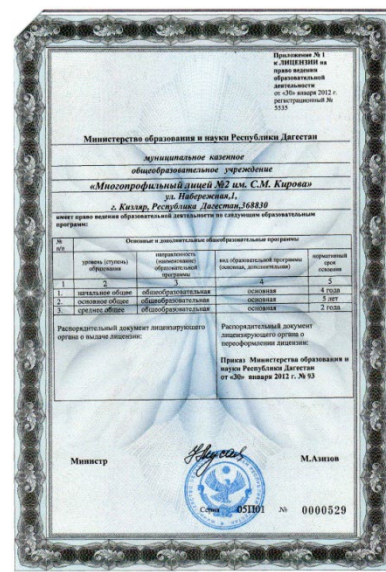 Приложение № 1
к ЛИЦЕНЗИИ на
право ведения
образовательной
деятельности
от «30» января 2012 г.
регистрационный №
5535
Министерство образования и науки Республики Дагестан
муниципальное казенное
общеобразовательное учреждение
«Многопрофильный лицей №2 им. С.М. Кирова»
ул. Набережная,1,
г. Кизляр, Республика Дагестан,368830
имеет право ведения образовательной деятельности по следующим образовательным
программ:
№ п/п
Основные и дополнительные общеобразовательные программы
уровень (ступень) образования
направленность (наименование) образовательной программы
вид образовательной программы (основная, дополнительная)
нормативный срок освоения
1 2 3 4 5
1. начальное общее общеобразовательная основная 4 года
2. основное общее общеобразовательная основная 5 лет
3. среднее общее общеобразовательная основная 2 года
Распорядительный документ лицензирующего
органа о выдаче лицензии:
Распорядительный документ
лицензирующего органа о
переоформлении лицензии:
Приказ Министерства образования и
науки Республики Дагестан
от «30» января 2012 г. № 93
Министр М.Азизов
Серия 05П01 № 0000529